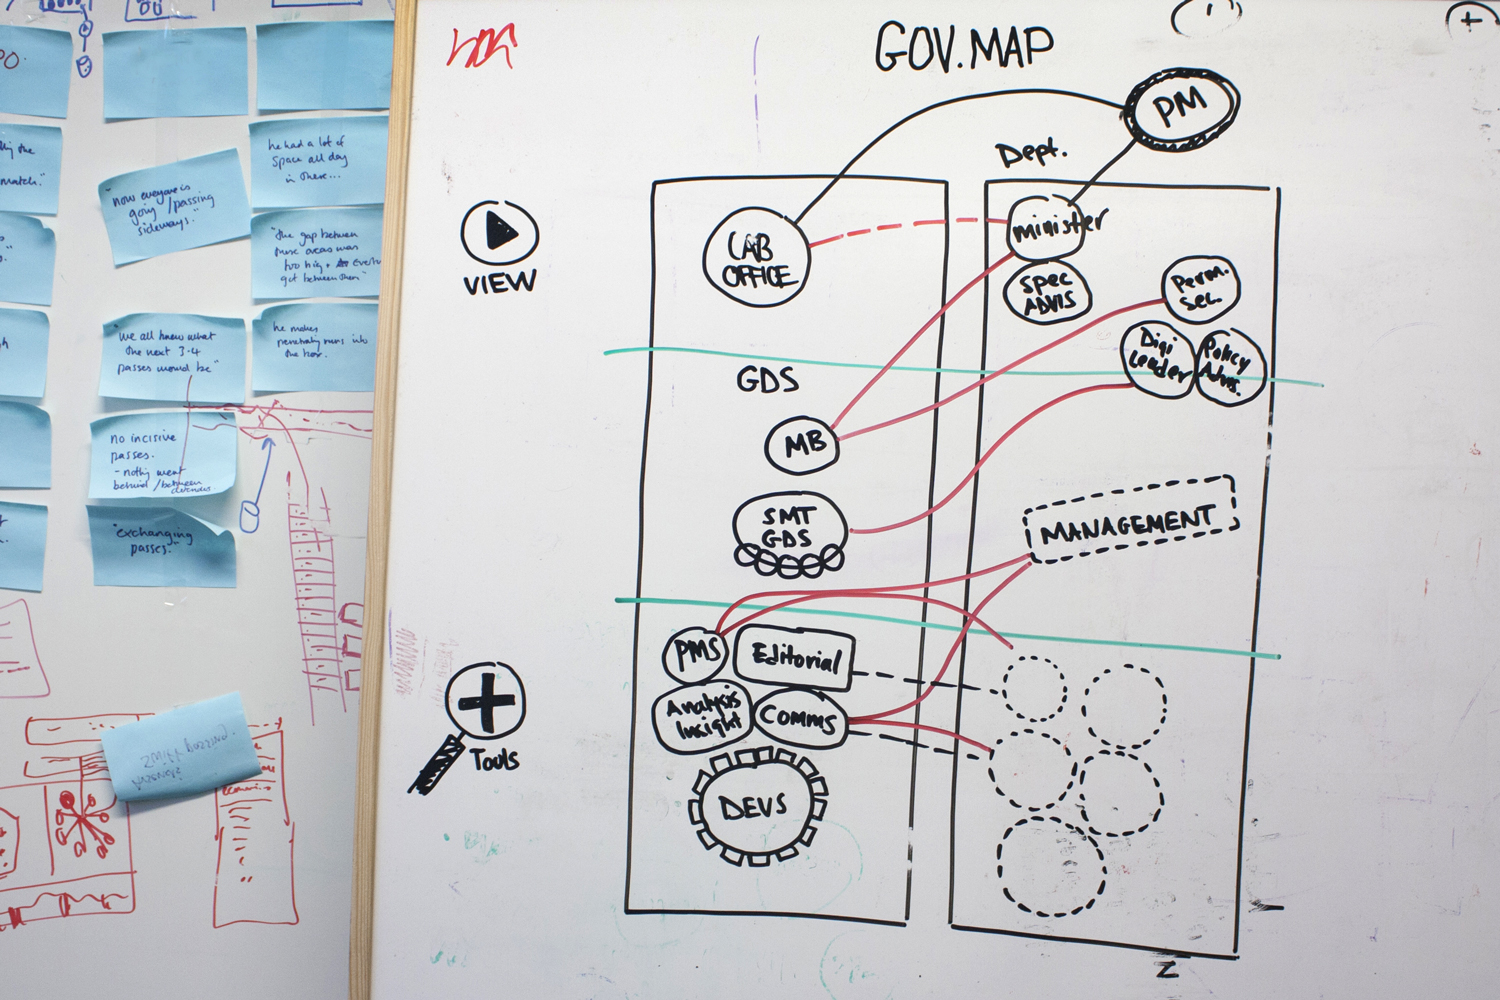 he had a lot of
space all day
in there...
"now everyone is
going / passing
sideways."
match."
"the gap between
these areas was
too big +
got between them"
"we all knew what
the next 3-4
passes would be"
he makes
penetrating runs into
the box.
no incisive
passes.
- nothing went
behind / between
defenders.
"exchanging
passes."
GOV.MAP
PM
Dept.
VIEW
CAB
OFFICE
minister
Spec
ADVIS
Perm.
Sec.
Digi
Leader
Policy
Advis.
GDS
MB
SMT
GDS
MANAGEMENT
PMS
Editorial
Analysis
Insight
Comms
DEVS
Tools
Z